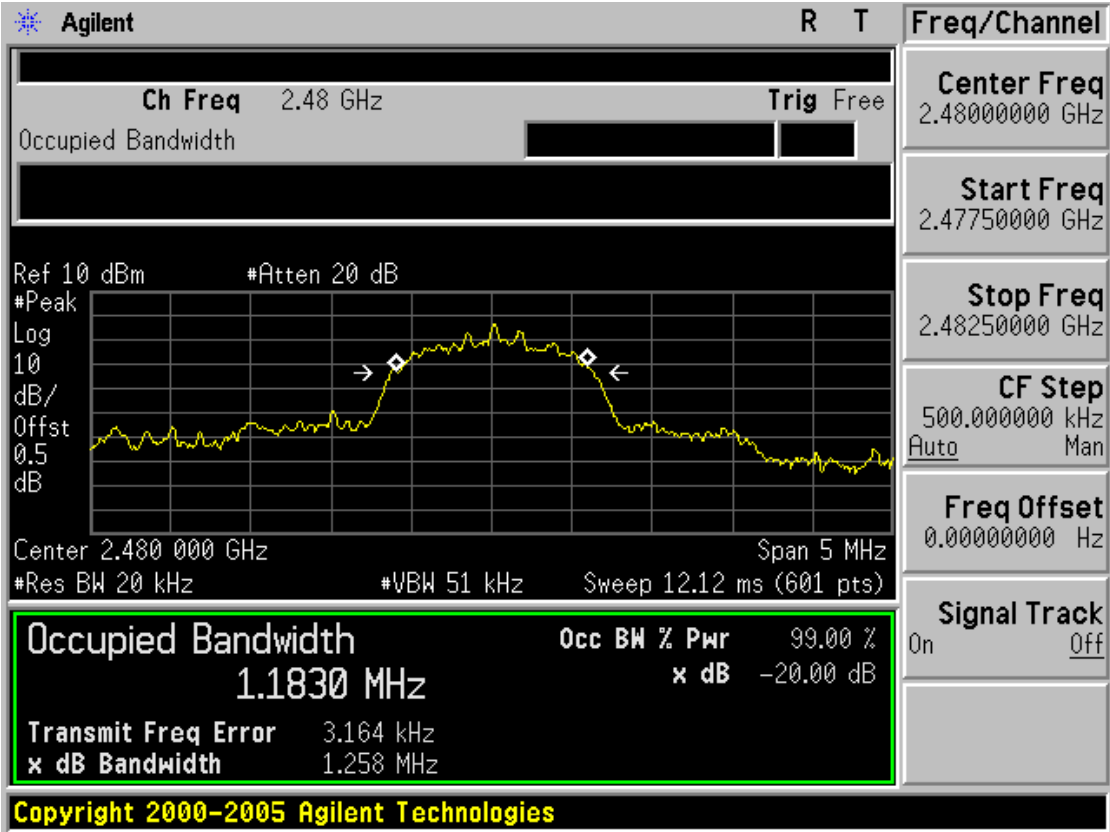 Agilent R T
Freq/Channel
Ch Freq 2.48 GHz Trig Free
Occupied Bandwidth
Ref 10 dBm #Atten 20 dB
#Peak
Log
10
dB/
Offst
0.5
dB
Center 2.480 000 GHz Span 5 MHz
#Res BW 20 kHz #VBW 51 kHz Sweep 12.12 ms (601 pts)
Occupied Bandwidth Occ BW % Pwr 99.00 %
1.1830 MHz x dB -20.00 dB
Transmit Freq Error 3.164 kHz
x dB Bandwidth 1.258 MHz
Copyright 2000-2005 Agilent Technologies
Center Freq
2.48000000 GHz
Start Freq
2.47750000 GHz
Stop Freq
2.48250000 GHz
CF Step
500.000000 kHz
Auto Man
Freq Offset
0.00000000 Hz
Signal Track
On Off